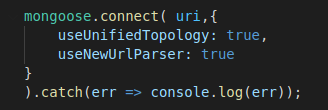 mongoose.connect( uri,{
    useUnifiedTopology: true,
    useNewUrlParser: true
}
).catch(err => console.log(err));